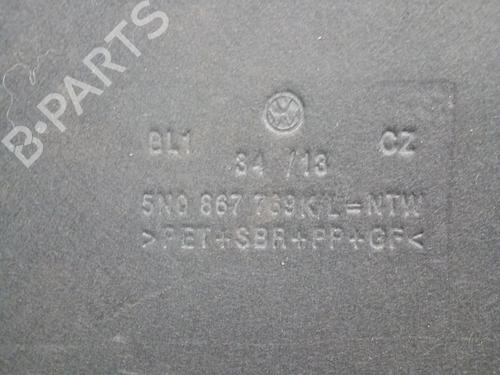 B-PARTS
BL1 34 /13 CZ
5N0 867 769K/L=NTW
>PET+SBR+PP+GF<